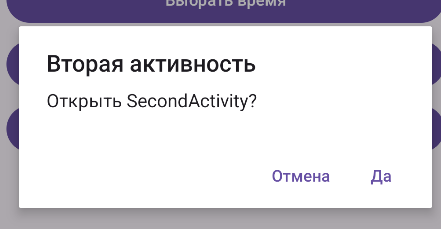 Выбрать время
Вторая активность
Открыть SecondActivity?
Отмена
Да